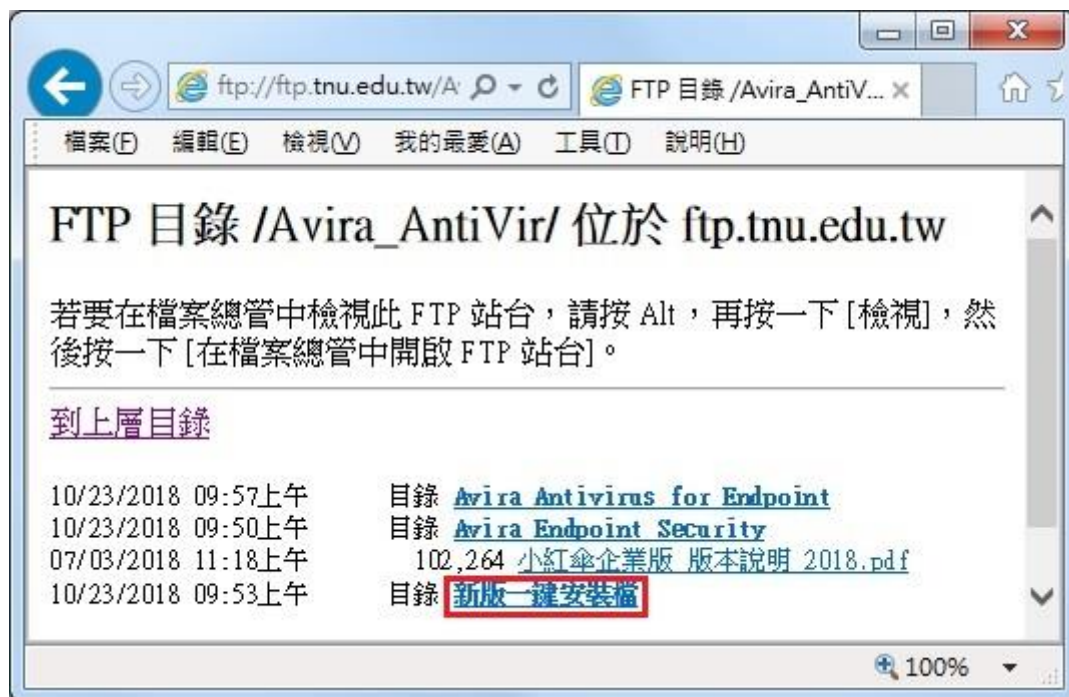 ftp://ftp.tnu.edu.tw/A
FTP 目錄 /Avira_AntiV...
檔案(F) 編輯(E) 檢視(V) 我的最愛(A) 工具(T) 說明(H)
FTP 目錄 /Avira_AntiVir/ 位於 ftp.tnu.edu.tw
若要在檔案總管中檢視此 FTP 站台，請按 Alt，再按一下 [檢視]，然
後按一下 [在檔案總管中開啟 FTP 站台]。
到上層目錄
10/23/2018 09:57上午 目錄 Avira Antivirus for Endpoint
10/23/2018 09:50上午 目錄 Avira Endpoint Security
07/03/2018 11:18上午 102,264 小紅傘企業版 版本說明 2018.pdf
10/23/2018 09:53上午 目錄 新版一鍵安裝檔
100%